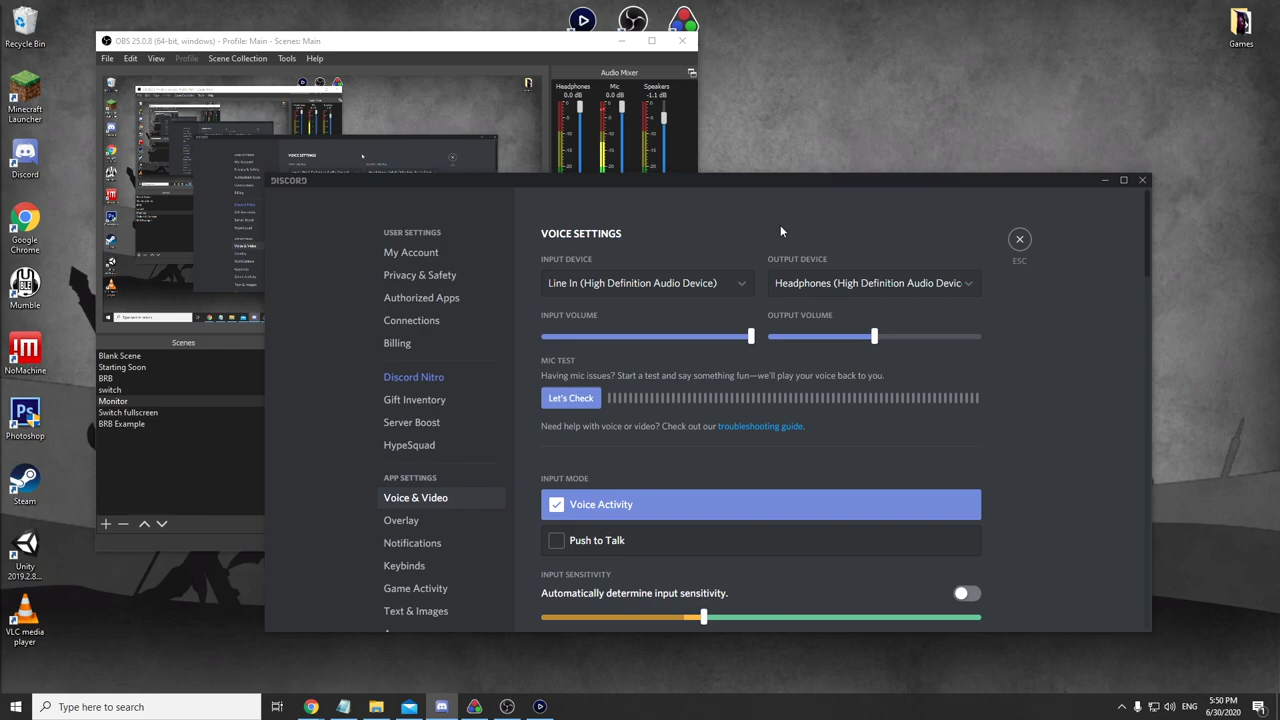 Recycle Bin
Minecraft
Launcher
Discord
Google
Chrome
Mumble
NoMachine
Photoshop
Steam
Unity
2019.2.8...
VLC media
player
Games
OBS 25.0.8 (64-bit, windows) - Profile: Main - Scenes: Main
File Edit View Profile Scene Collection Tools Help
Audio Mixer
Headphones Mic Speakers
0.0 dB 0.0 dB -1.1 dB
Scenes
Blank Scene
Starting Soon
BRB
switch
Monitor
Switch fullscreen
BRB Example
DISCORD
USER SETTINGS
My Account
Privacy & Safety
Authorized Apps
Connections
Billing
Discord Nitro
Gift Inventory
Server Boost
HypeSquad
APP SETTINGS
Voice & Video
Overlay
Notifications
Keybinds
Game Activity
Text & Images
VOICE SETTINGS
ESC
INPUT DEVICE OUTPUT DEVICE
Line In (High Definition Audio Device) Headphones (High Definition Audio Devic
INPUT VOLUME OUTPUT VOLUME
MIC TEST
Having mic issues? Start a test and say something fun—we'll play your voice back to you.
Let's Check
Need help with voice or video? Check out our troubleshooting guide.
INPUT MODE
Voice Activity
Push to Talk
INPUT SENSITIVITY
Automatically determine input sensitivity.
Type here to search
ENG
5:50 PM
6/30/2020